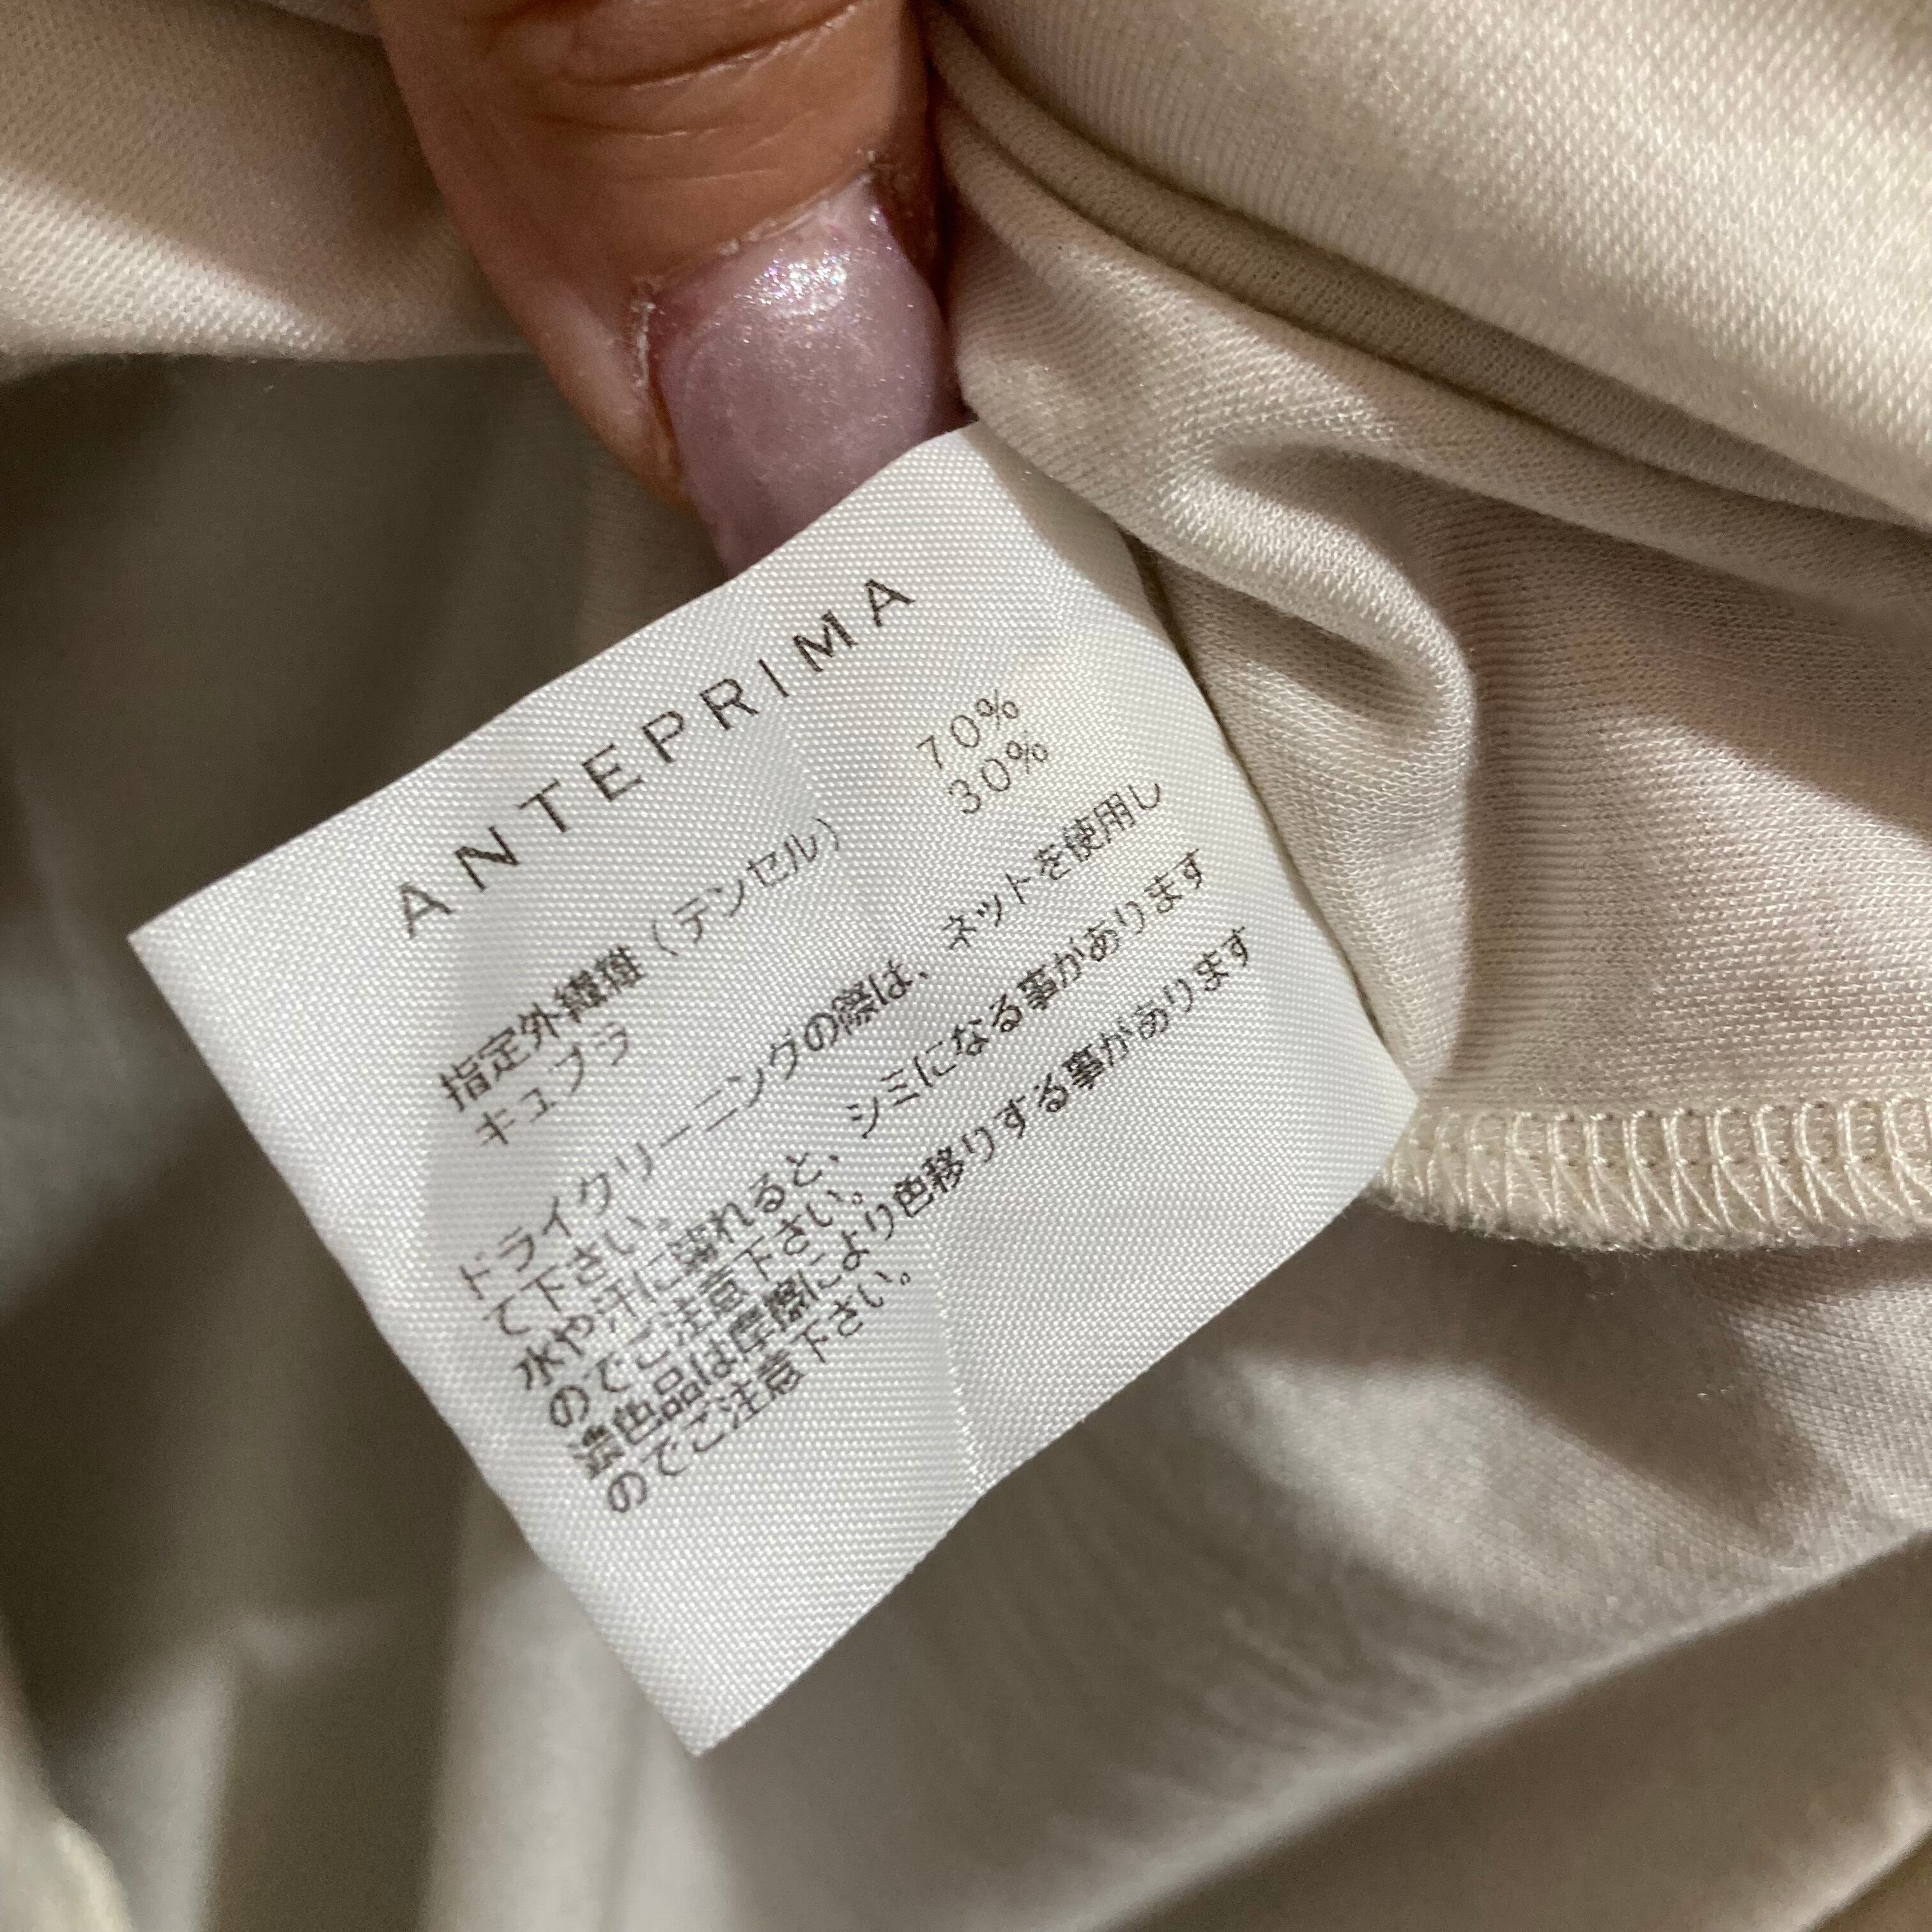 ANTEPRIMA
指定外繊維(テンセル) 70%
キュプラ 30%
ドライクリーニングの際は、ネットを使用し
て下さい。
水や汗に濡れると、シミになる事があります
のでご注意下さい。
濃色品は摩擦により色移りする事があります
のでご注意下さい。